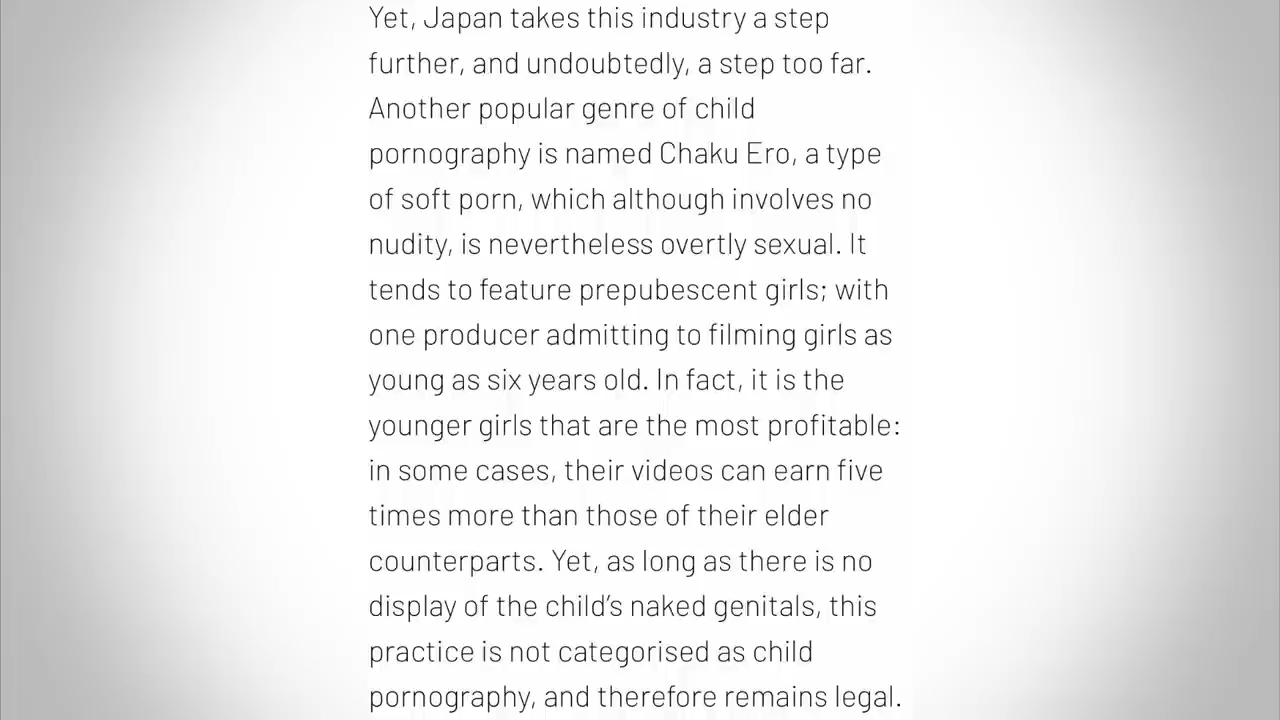 Yet, Japan takes this industry a step
further, and undoubtedly, a step too far.
Another popular genre of child
pornography is named Chaku Ero, a type
of soft porn, which although involves no
nudity, is nevertheless overtly sexual. It
tends to feature prepubescent girls; with
one producer admitting to filming girls as
young as six years old. In fact, it is the
younger girls that are the most profitable:
in some cases, their videos can earn five
times more than those of their elder
counterparts. Yet, as long as there is no
display of the child’s naked genitals, this
practice is not categorised as child
pornography, and therefore remains legal.